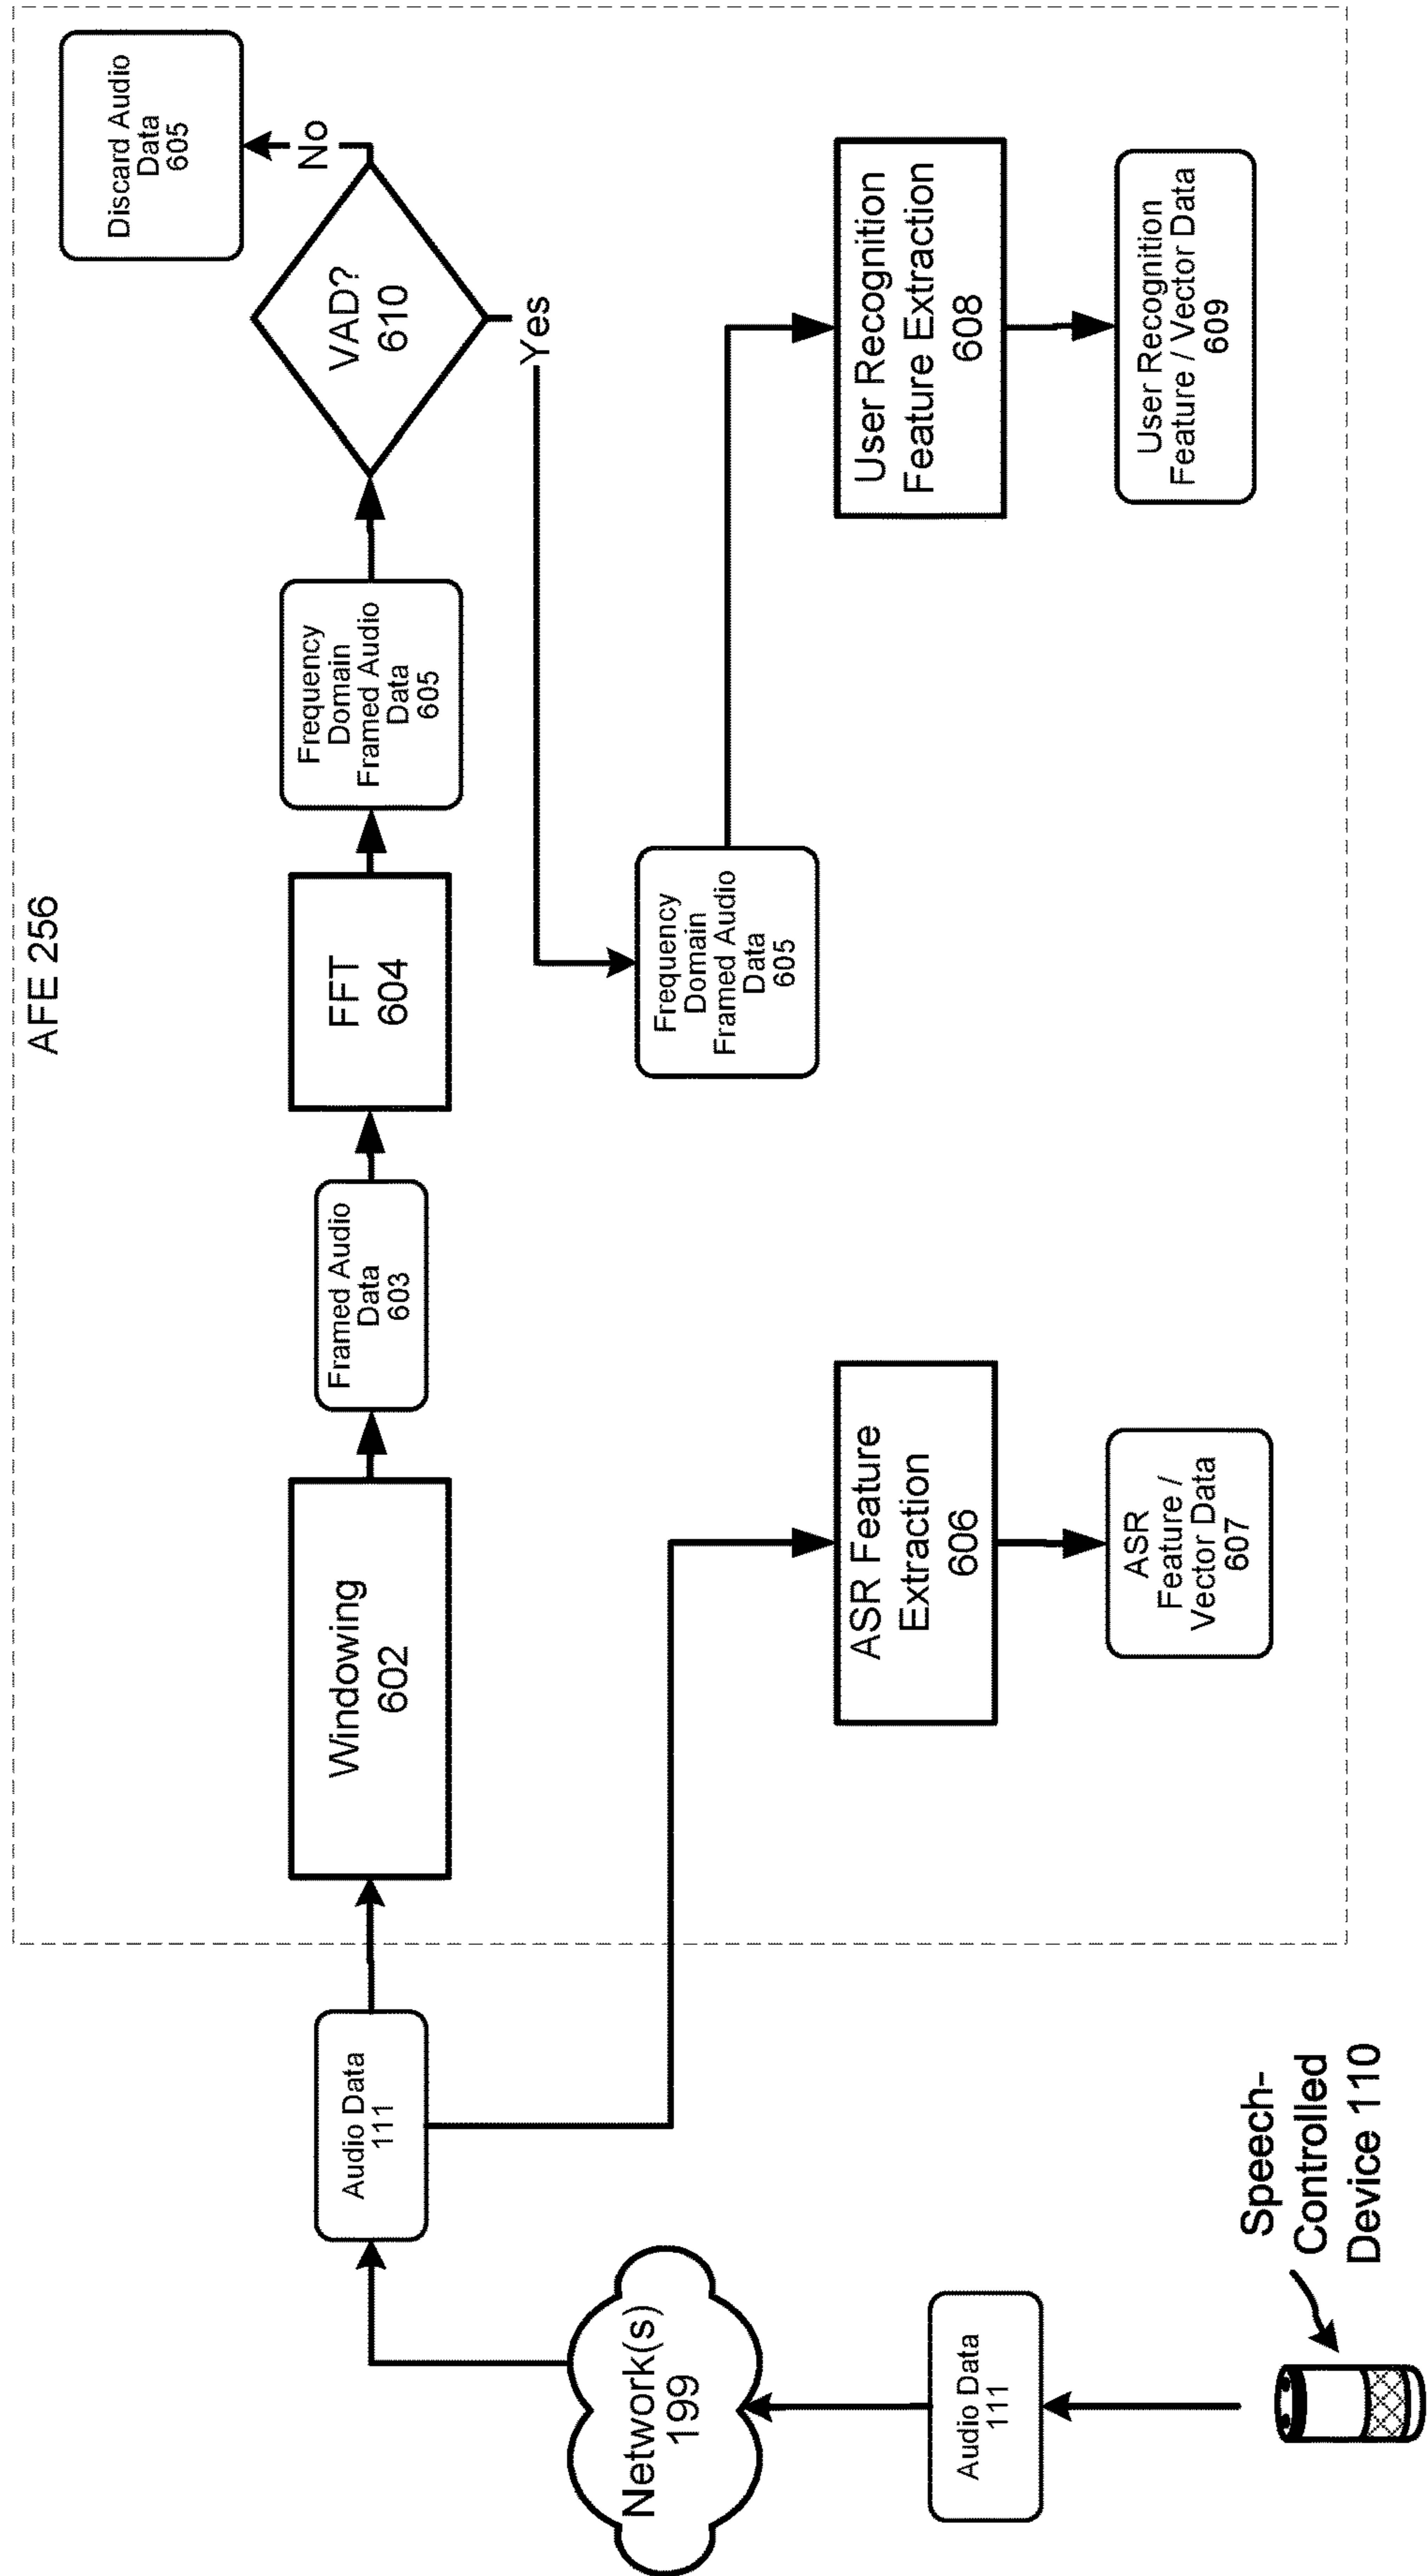 AFE 256
Speech-
Controlled
Device 110
Audio Data
111
Network(s)
199
Audio Data
111
Windowing
602
Framed Audio
Data
603
FFT
604
Frequency
Domain
Framed Audio
Data
605
VAD?
610
No
Discard Audio
Data
605
Yes
Frequency
Domain
Framed Audio
Data
605
ASR Feature
Extraction
606
ASR
Feature /
Vector Data
607
User Recognition
Feature Extraction
608
User Recognition
Feature / Vector Data
609